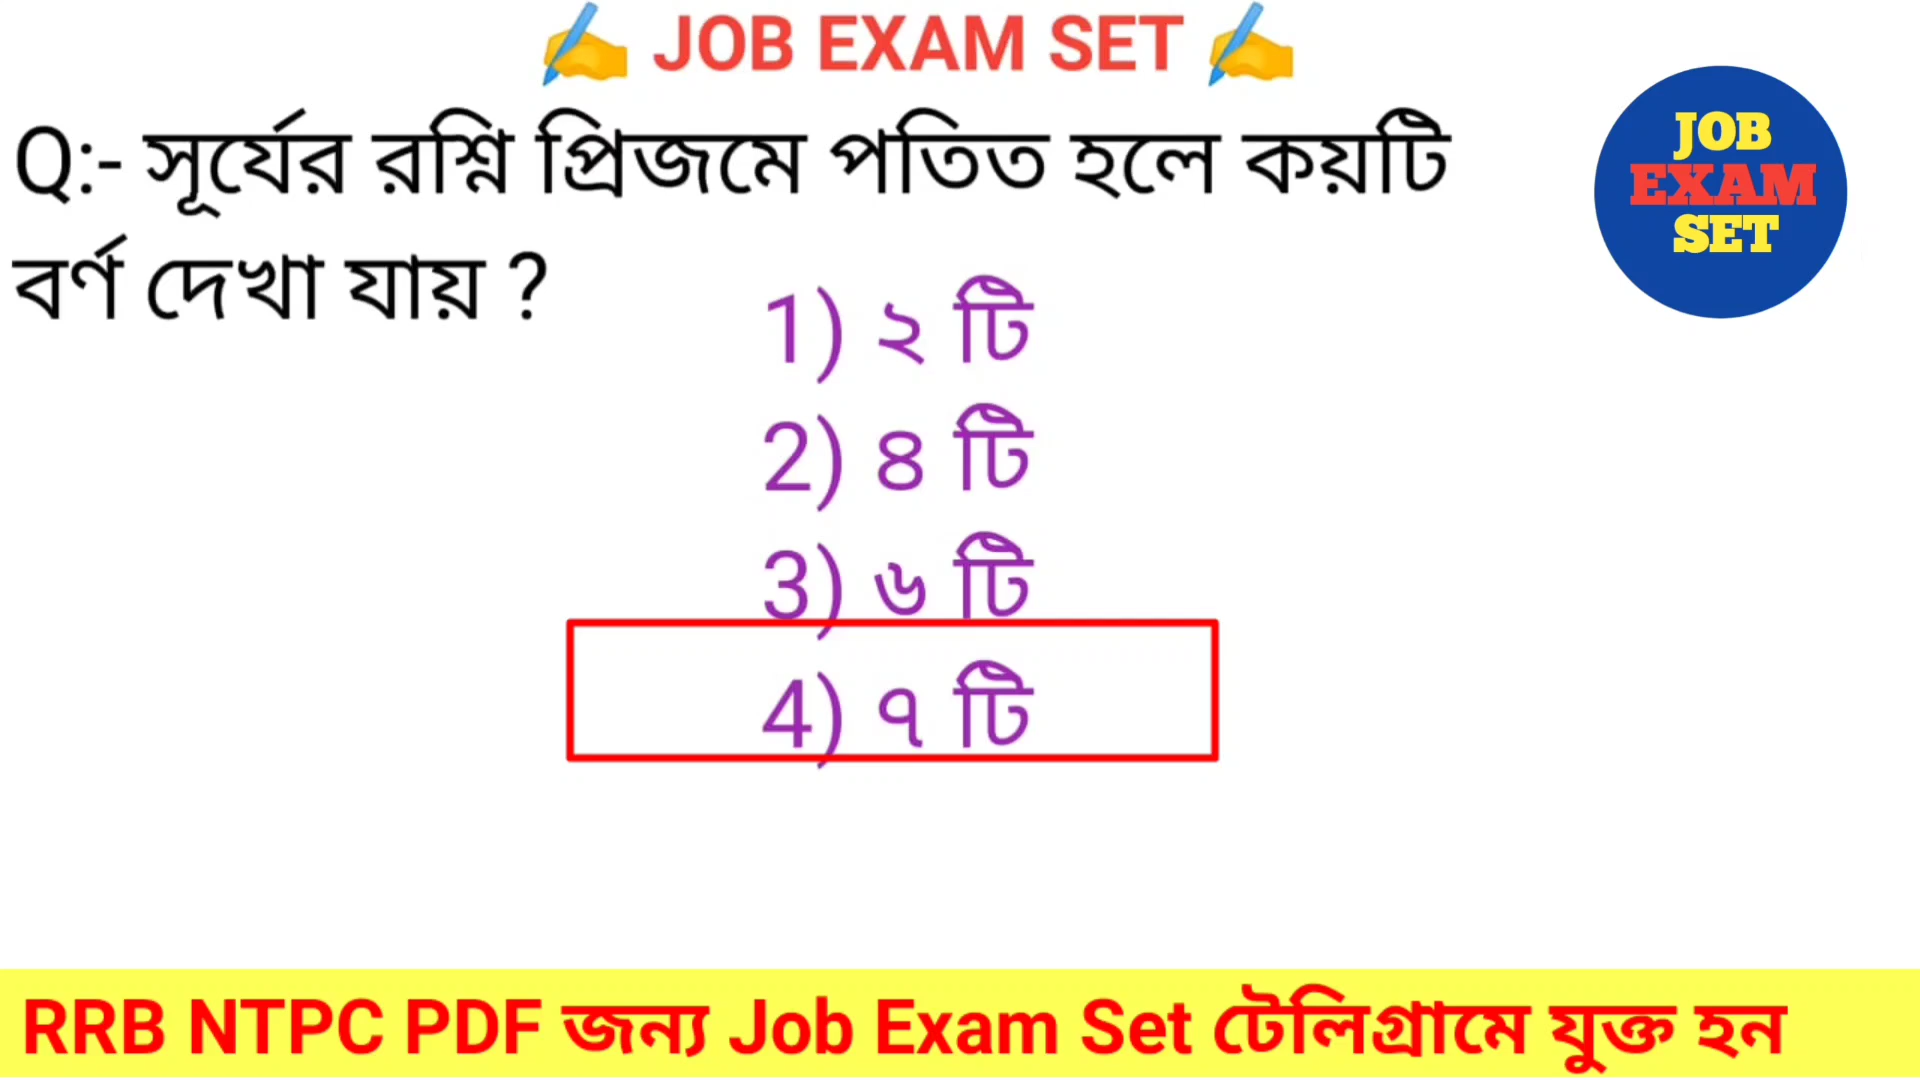 ✍️ JOB EXAM SET ✍️
Q:- সূর্যের রশ্নি প্রিজমে পতিত হলে কয়টি
বর্ণ দেখা যায় ?
1) ২ টি
2) ৪ টি
3) ৬ টি
4) ৭ টি
JOB
EXAM
SET
RRB NTPC PDF জন্য Job Exam Set টেলিগ্রামে যুক্ত হন